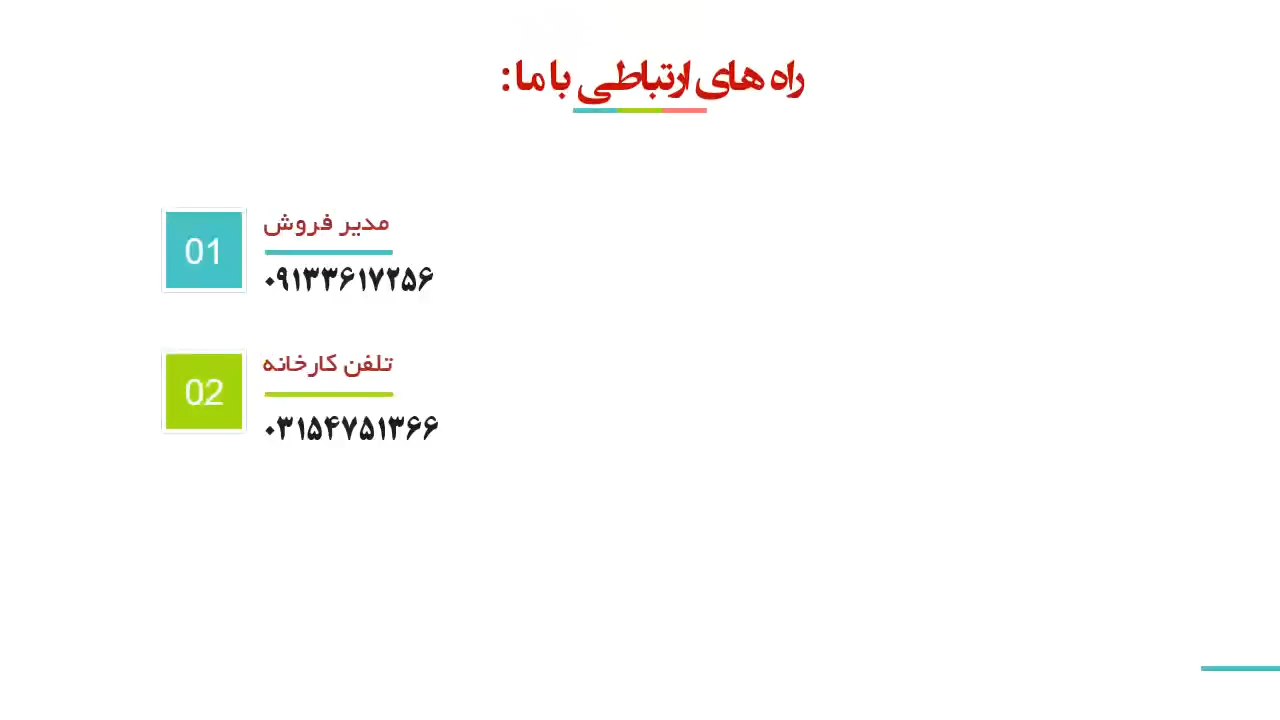 راه های ارتباطی با ما :
01
مدیر فروش
۰۹۱۳۳۶۱۷۲۵۶
02
تلفن کارخانه
۰۳۱۵۴۷۵۱۳۶۶